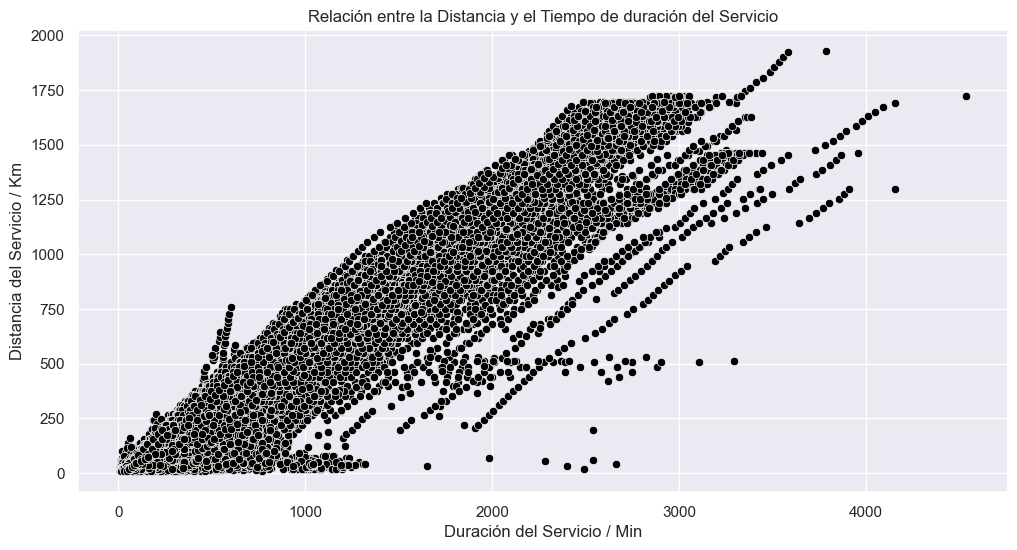 Relación entre la Distancia y el Tiempo de duración del Servicio
Distancia del Servicio / Km
2000
1750
1500
1250
1000
750
500
250
0
0 1000 2000 3000 4000
Duración del Servicio / Min